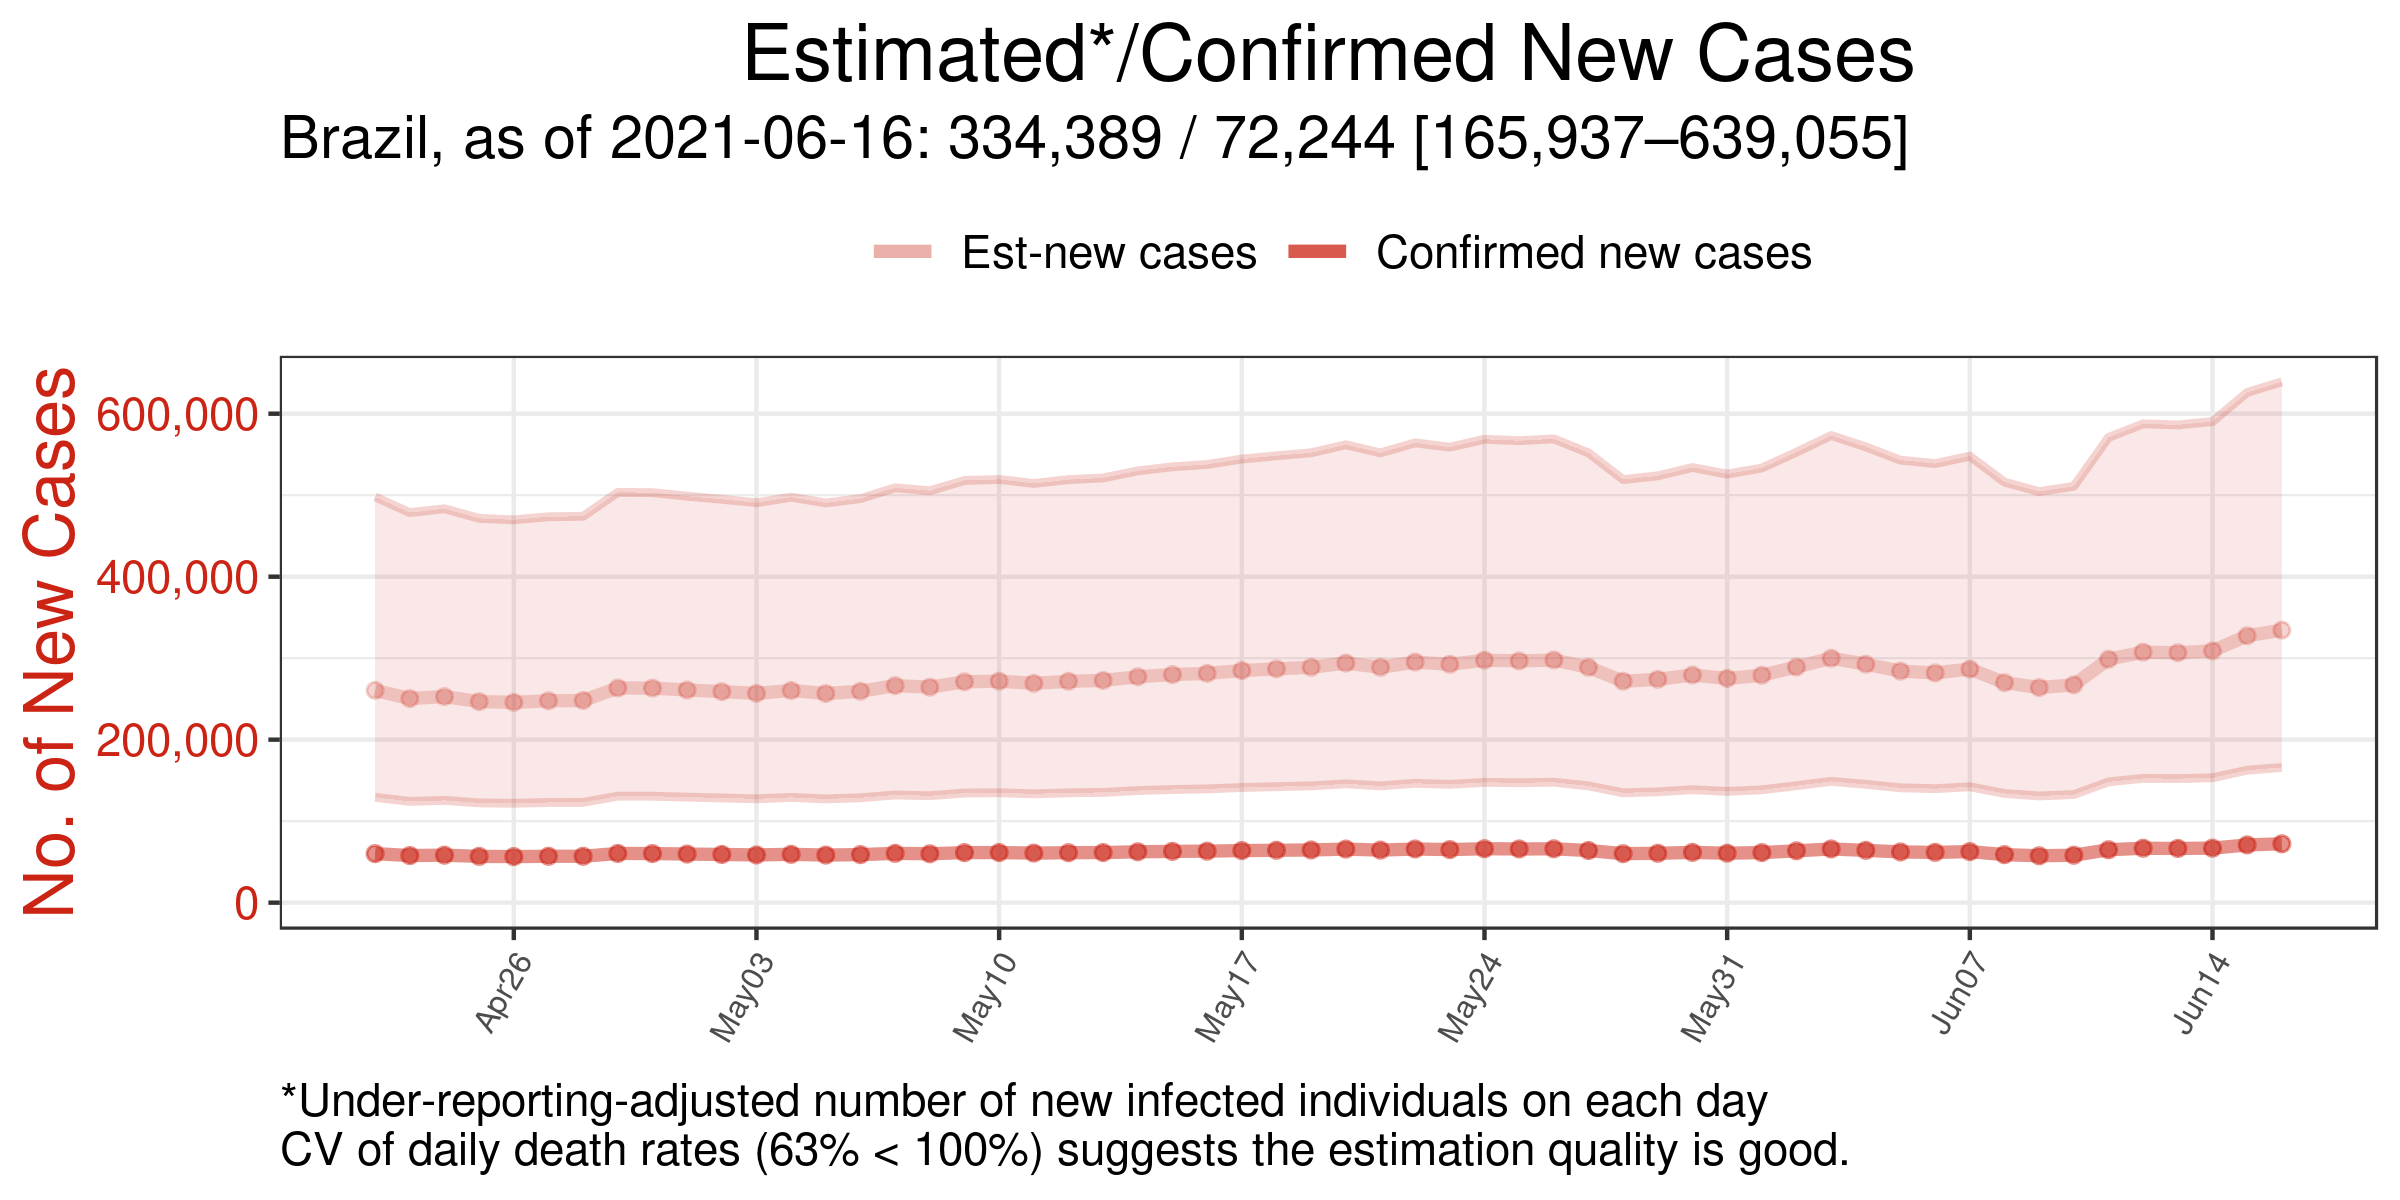 Estimated*/Confirmed New Cases
Brazil, as of 2021-06-16: 334,389 / 72,244 [165,937–639,055]
Est-new cases
Confirmed new cases
No. of New Cases
600,000
400,000
200,000
0
Apr26
May03
May10
May17
May24
May31
Jun07
Jun14
*Under-reporting-adjusted number of new infected individuals on each day
CV of daily death rates (63% < 100%) suggests the estimation quality is good.